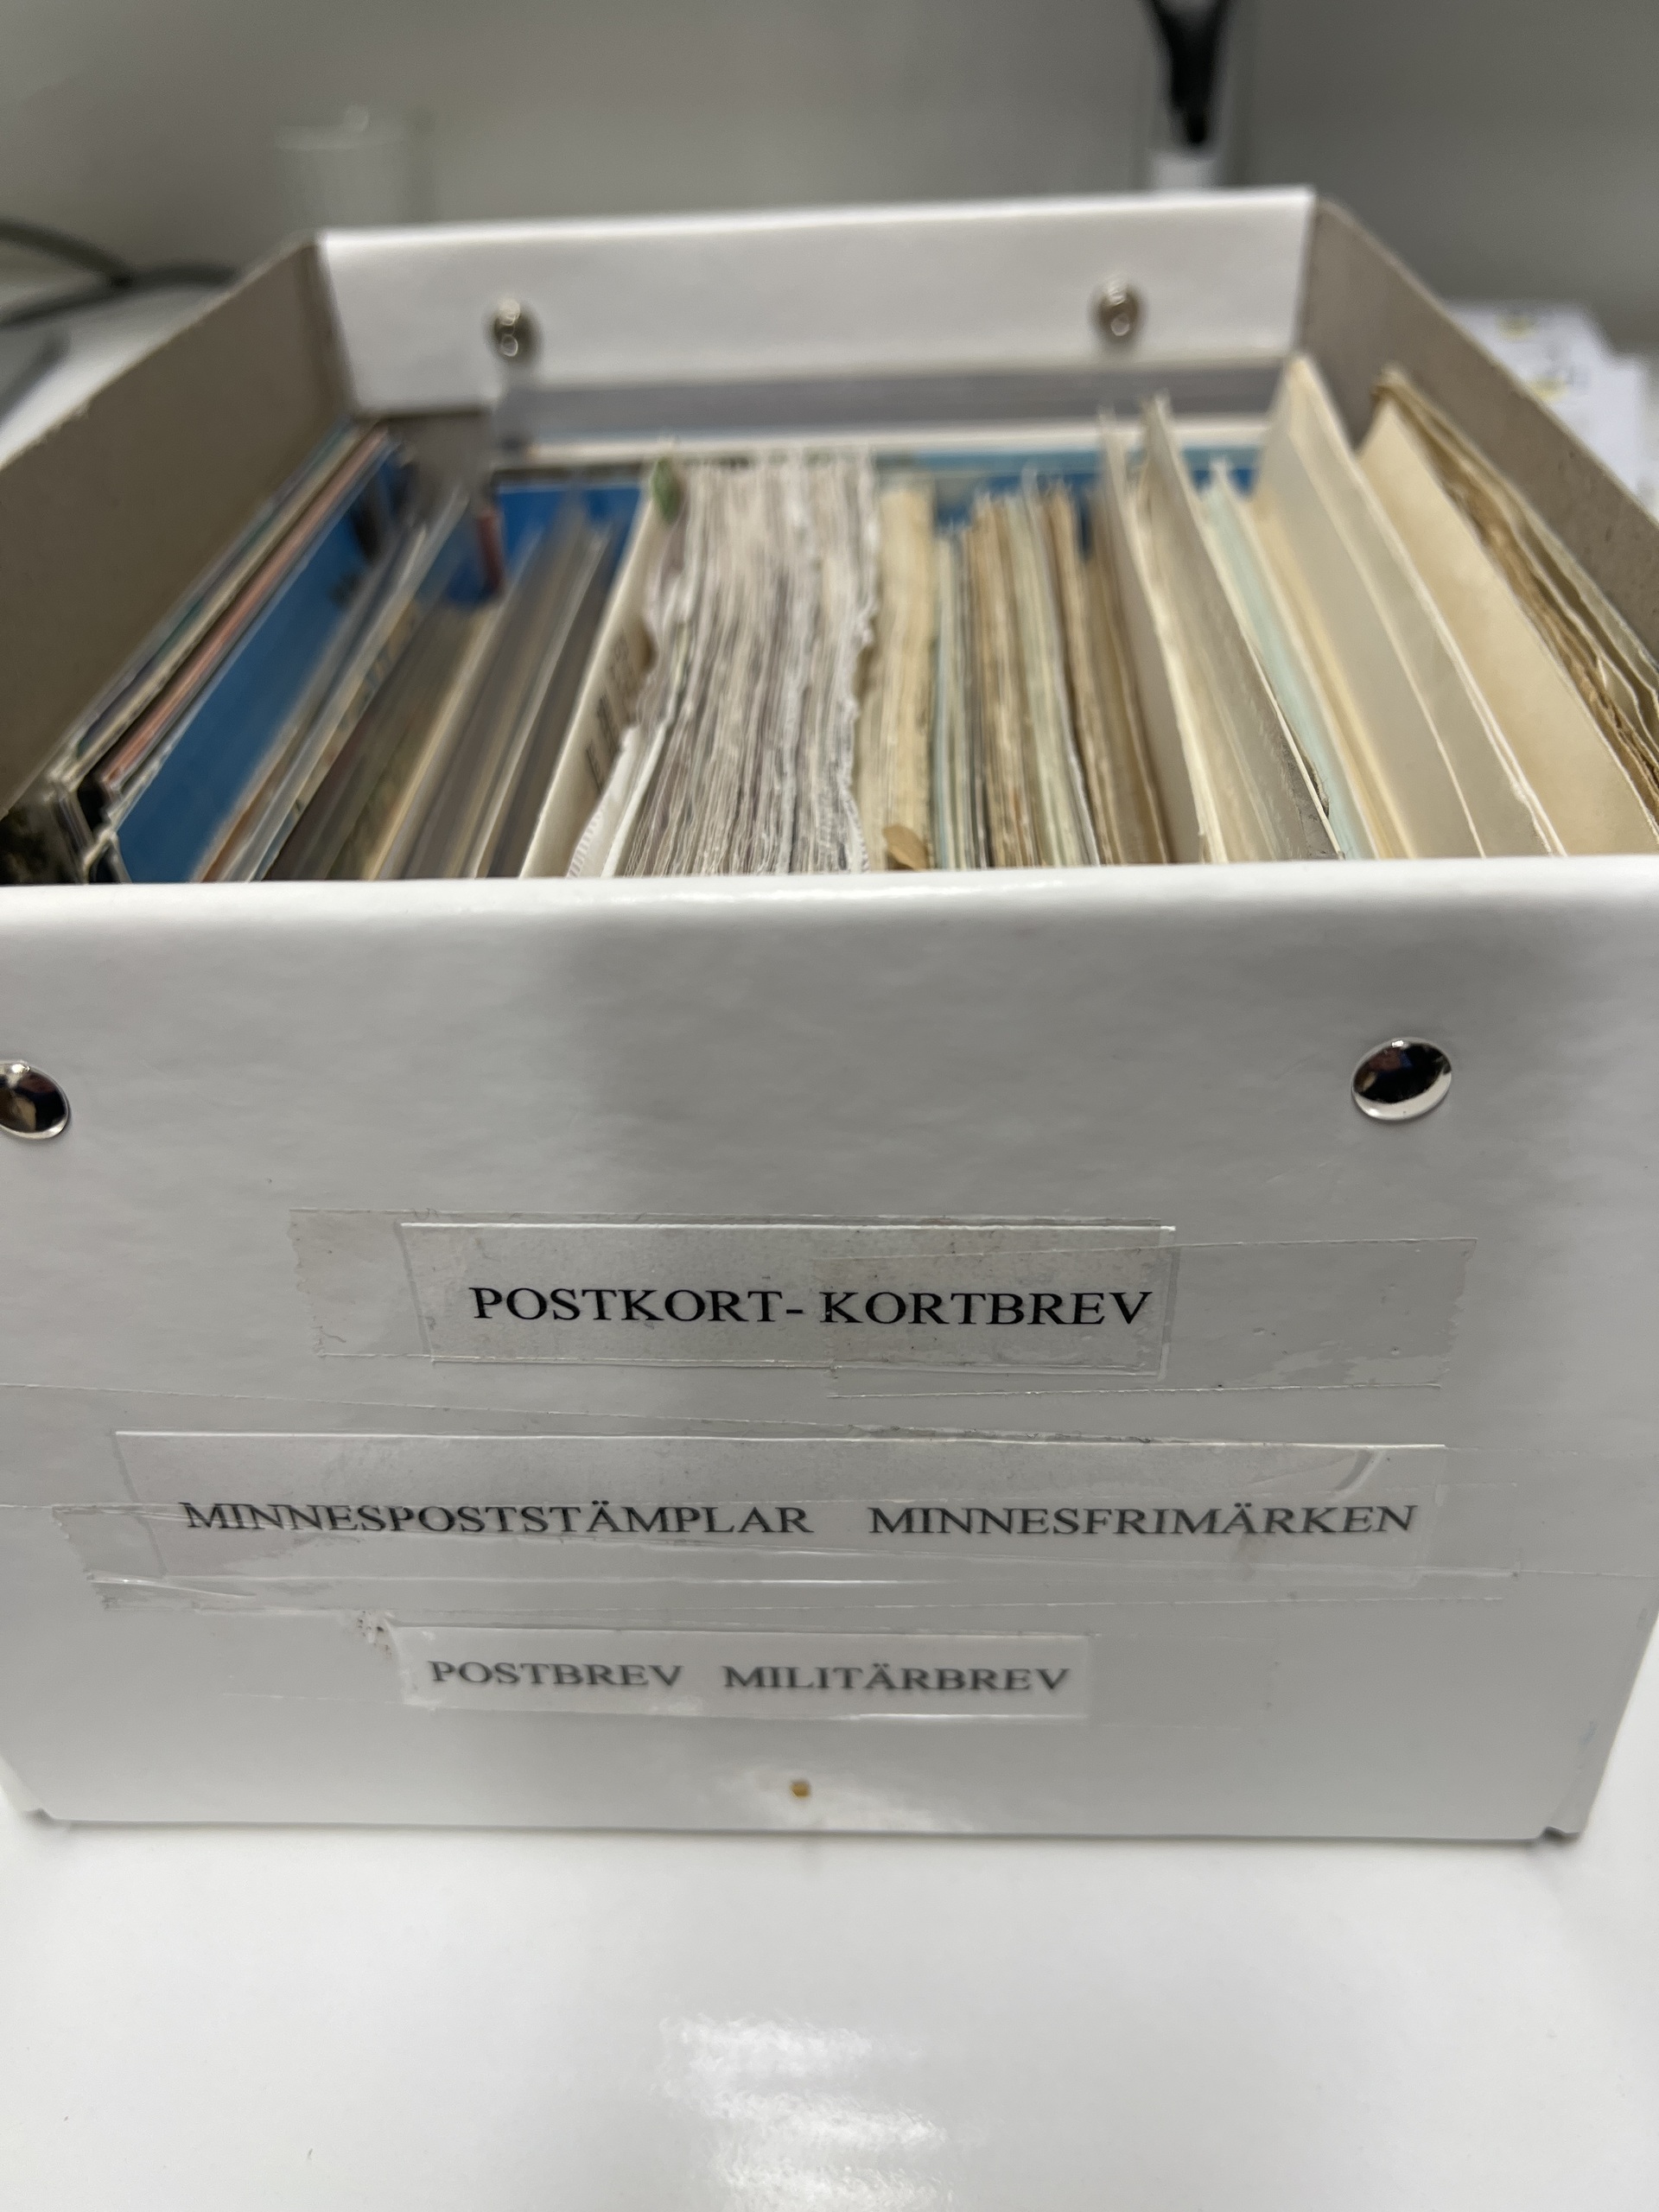 POSTKORT- KORTBREV
MINNESPOSTSTÄMPLAR MINNESFRIMÄRKEN
POSTBREV MILITÄRBREV